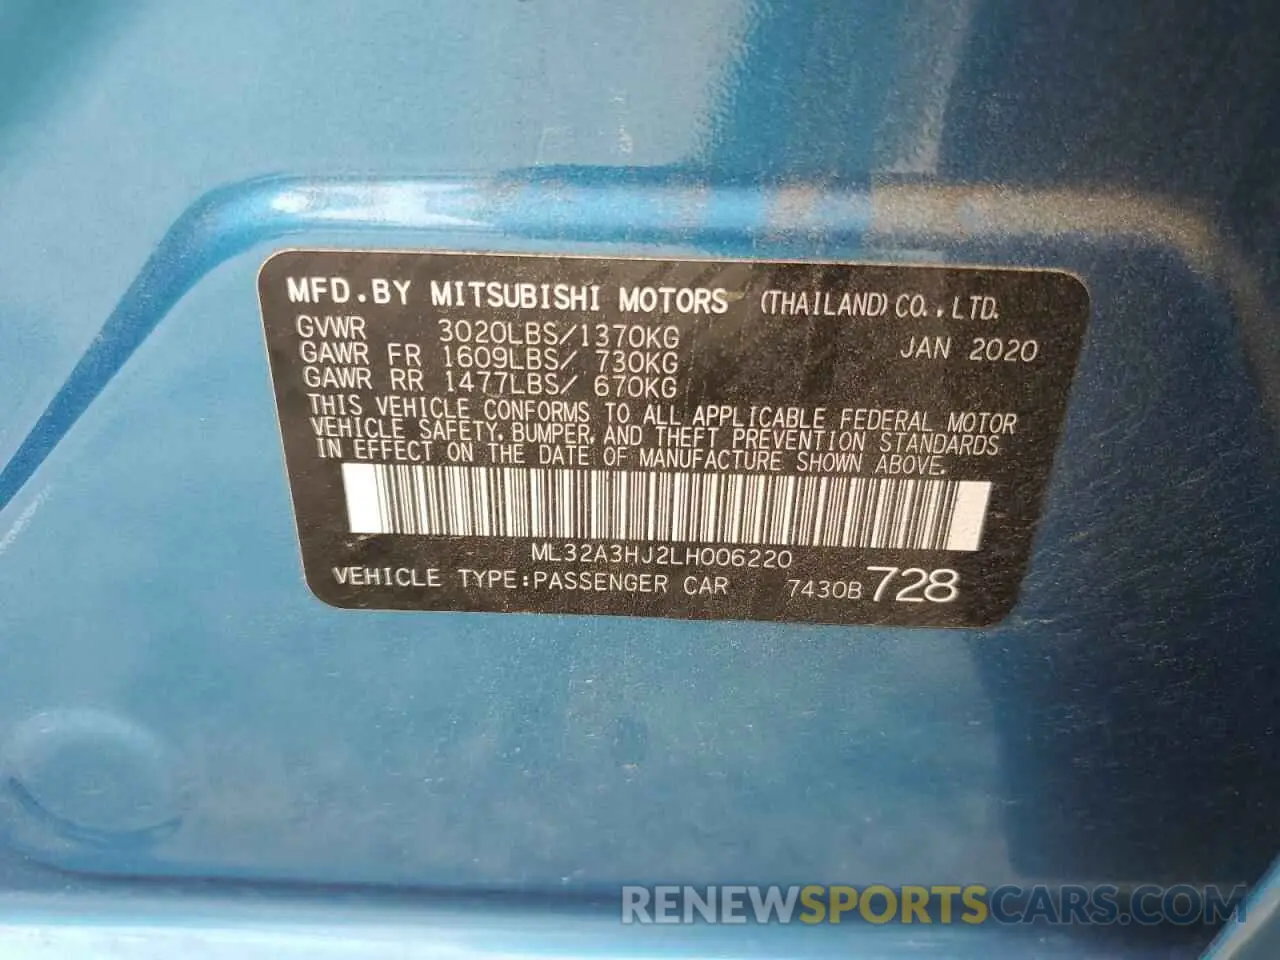 MFD.BY MITSUBISHI MOTORS (THAILAND) CO., LTD.
GVWR 3020LBS/1370KG JAN 2020
GAWR FR 1609LBS/ 730KG
GAWR RR 1477LBS/ 670KG
THIS VEHICLE CONFORMS TO ALL APPLICABLE FEDERAL MOTOR
VEHICLE SAFETY, BUMPER, AND THEFT PREVENTION STANDARDS
IN EFFECT ON THE DATE OF MANUFACTURE SHOWN ABOVE.
ML32A3HJ2LH006220
VEHICLE TYPE:PASSENGER CAR 7430B 728
RENEWSPORTSCARS.COM